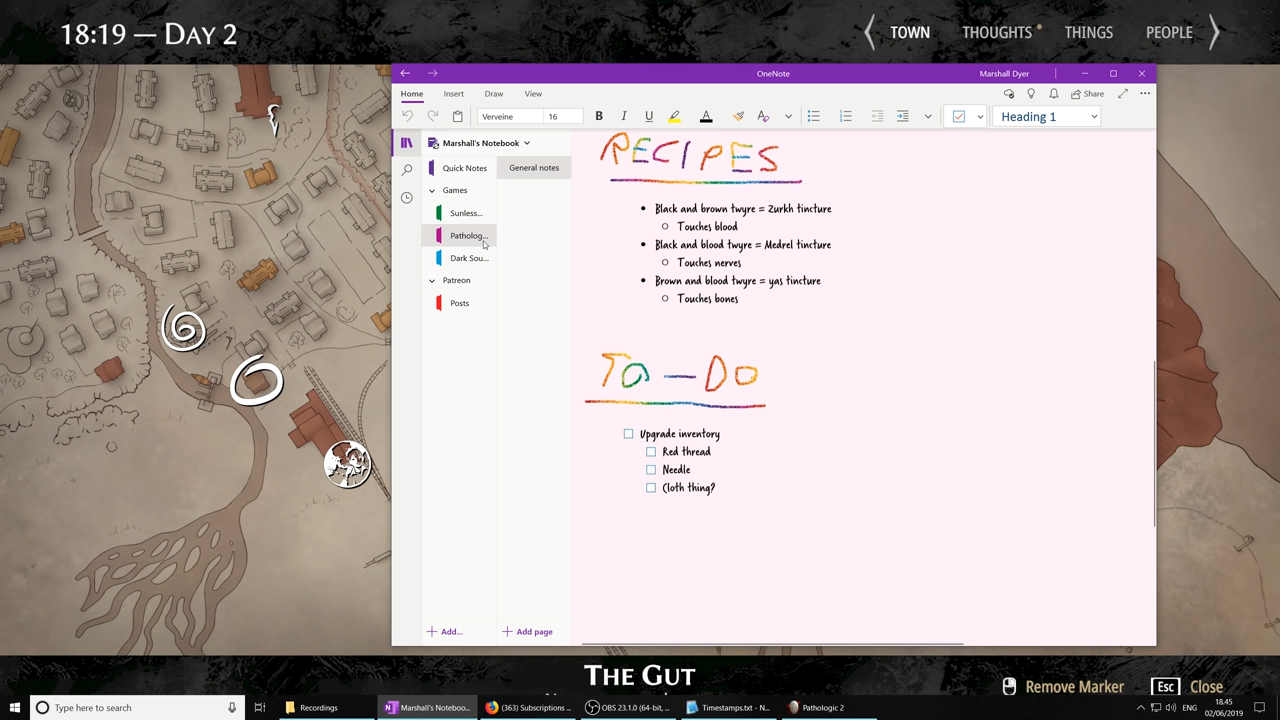 18:19 — DAY 2
TOWN THOUGHTS THINGS PEOPLE
OneNote
Marshall Dyer
Home Insert Draw View
Share
Verveine 16 B I U A Heading 1
Marshall's Notebook
Quick Notes
General notes
Games
Sunless...
Patholog...
Dark Sou...
Patreon
Posts
RECIPES
Black and brown twyre = Zurkh tincture
Touches blood
Black and blood twyre = Medrel tincture
Touches nerves
Brown and blood twyre = yas tincture
Touches bones
To-Do
Upgrade inventory
Red thread
Needle
Cloth thing?
Add...
Add page
THE GUT
Remove Marker
Esc Close
Type here to search
Recordings
Marshall's Noteboo...
(363) Subscriptions ...
OBS 23.1.0 (64-bit, ...
Timestamps.txt - N...
Pathologic 2
ENG
18.45
02/06/2019